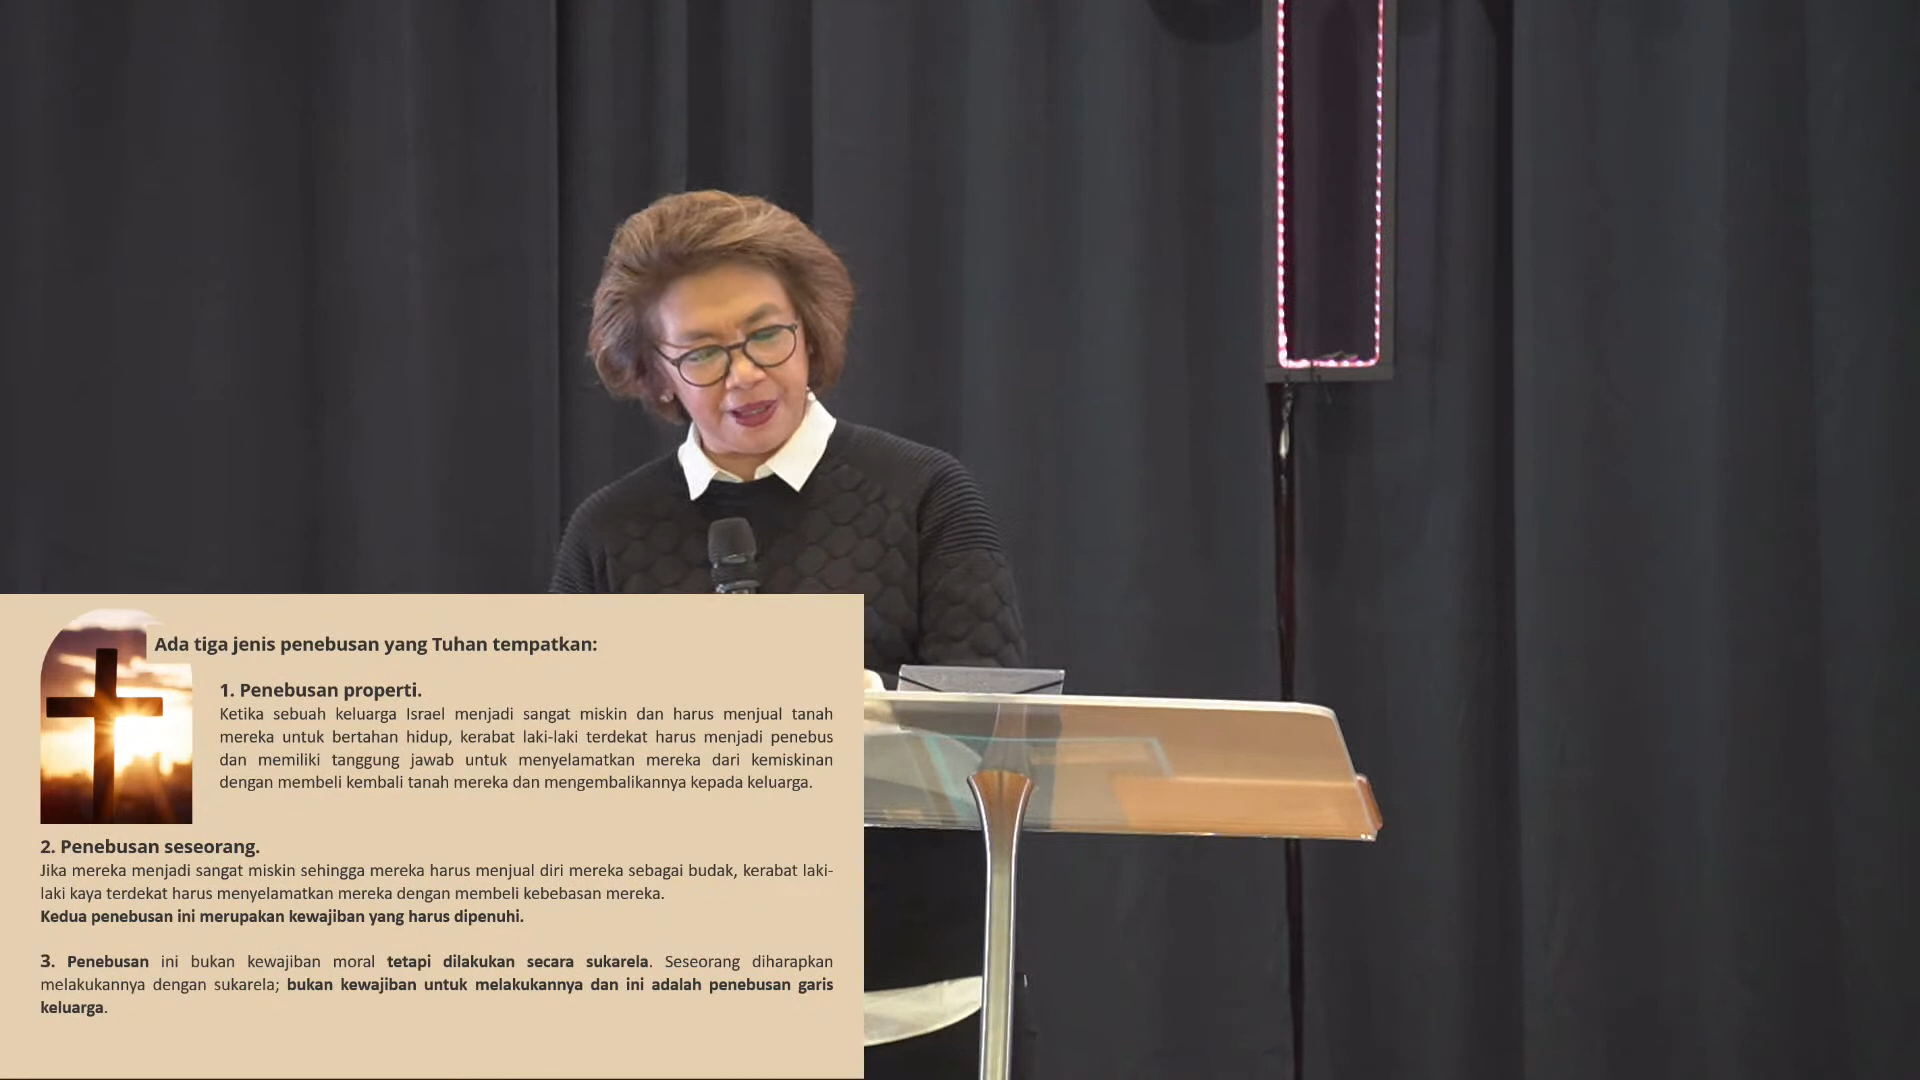 Ada tiga jenis penebusan yang Tuhan tempatkan:
1. Penebusan properti.
Ketika sebuah keluarga Israel menjadi sangat miskin dan harus menjual tanah
mereka untuk bertahan hidup, kerabat laki-laki terdekat harus menjadi penebus
dan memiliki tanggung jawab untuk menyelamatkan mereka dari kemiskinan
dengan membeli kembali tanah mereka dan mengembalikannya kepada keluarga.
2. Penebusan seseorang.
Jika mereka menjadi sangat miskin sehingga mereka harus menjual diri mereka sebagai budak, kerabat laki-
laki kaya terdekat harus menyelamatkan mereka dengan membeli kebebasan mereka.
Kedua penebusan ini merupakan kewajiban yang harus dipenuhi.
3. Penebusan ini bukan kewajiban moral tetapi dilakukan secara sukarela. Seseorang diharapkan
melakukannya dengan sukarela; bukan kewajiban untuk melakukannya dan ini adalah penebusan garis
keluarga.